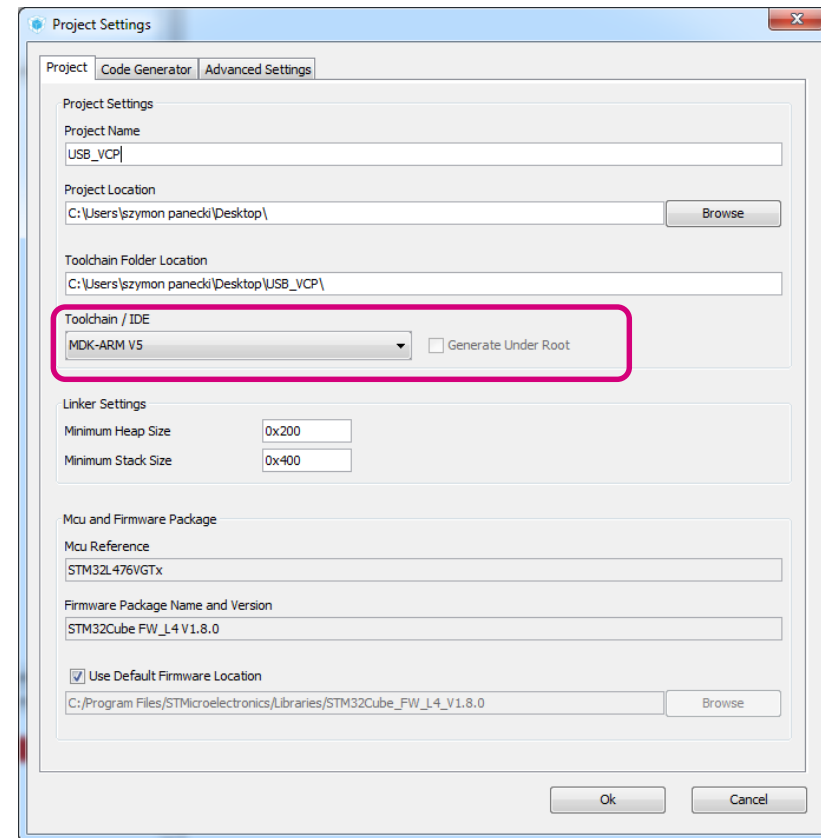 Project Settings
Project Code Generator Advanced Settings
Project Settings
Project Name
USB_VCP
Project Location
C:\Users\szymon panecki\Desktop\ Browse
Toolchain Folder Location
C:\Users\szymon panecki\Desktop\USB_VCP\
Toolchain / IDE
MDK-ARM V5 Generate Under Root
Linker Settings
Minimum Heap Size 0x200
Minimum Stack Size 0x400
Mcu and Firmware Package
Mcu Reference
STM32L476VGTx
Firmware Package Name and Version
STM32Cube FW_L4 V1.8.0
Use Default Firmware Location
C:/Program Files/STMicroelectronics/Libraries/STM32Cube_FW_L4_V1.8.0 Browse
Ok Cancel